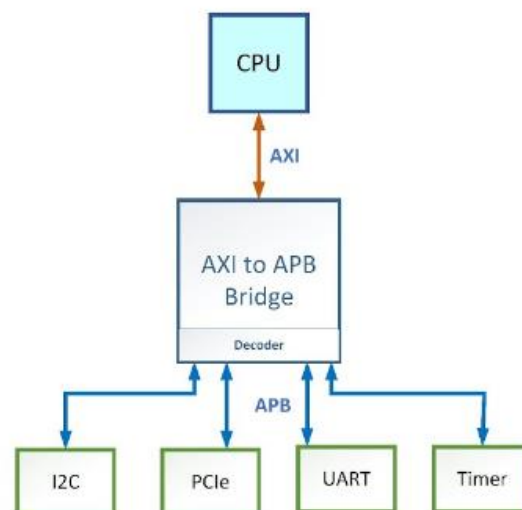 CPU
AXI
AXI to APB
Bridge
Decoder
APB
I2C
PCIe
UART
Timer